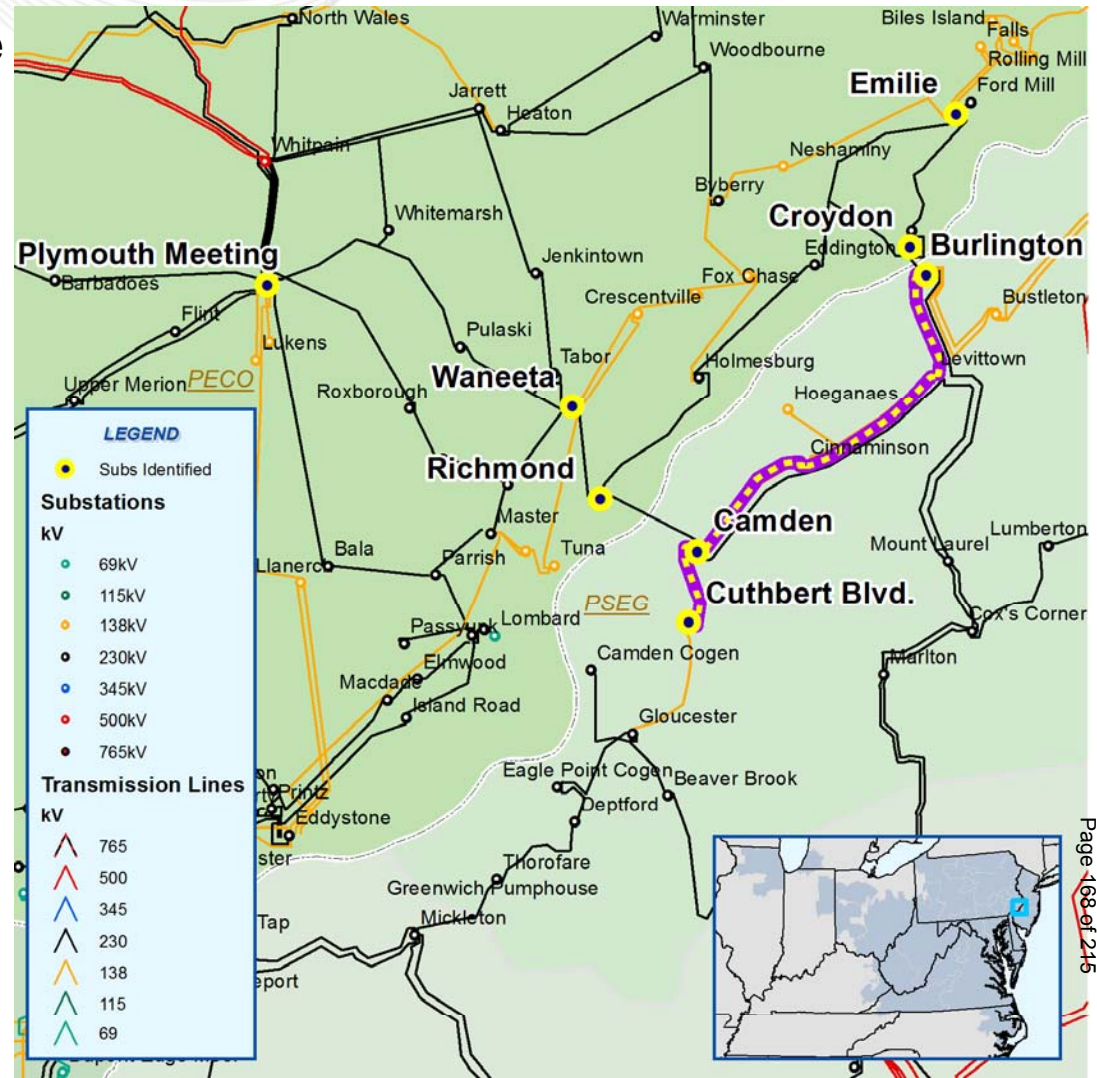 e
North Wales
Warminster
Biles Island
Falls
Woodbourne
Rolling Mill
Emilie
Ford Mill
Jarrett
Heaton
Whitpain
Neshaminy
Byberry
Whitemarsh
Croydon
Eddington
Burlington
Plymouth Meeting
Jenkintown
Barbadoes
Fox Chase
Crescentville
Bustleton
Flint
Pulaski
Lukens
Tabor
Levittown
Holmesburg
Upper Merion
PECO
Roxborough
Waneeta
Hoeganaes
Cinnaminson
Richmond
Master
Camden
Lumberton
Bala
Parrish
Tuna
Mount Laurel
Llanerch
Cuthbert Blvd.
PSEG
Passyunk
Lombard
Cox's Corner
Elmwood
Camden Cogen
Marlton
Macdade
Island Road
Gloucester
Eagle Point Cogen
Beaver Brook
on
Printz
Deptford
Eddystone
ster
Thorofare
Greenwich Pumphouse
Mickleton
Tap
eport
LEGEND
Subs Identified
Substations
kV
69kV
115kV
138kV
230kV
345kV
500kV
765kV
Transmission Lines
kV
765
500
345
230
138
115
69
Page 168 of 215